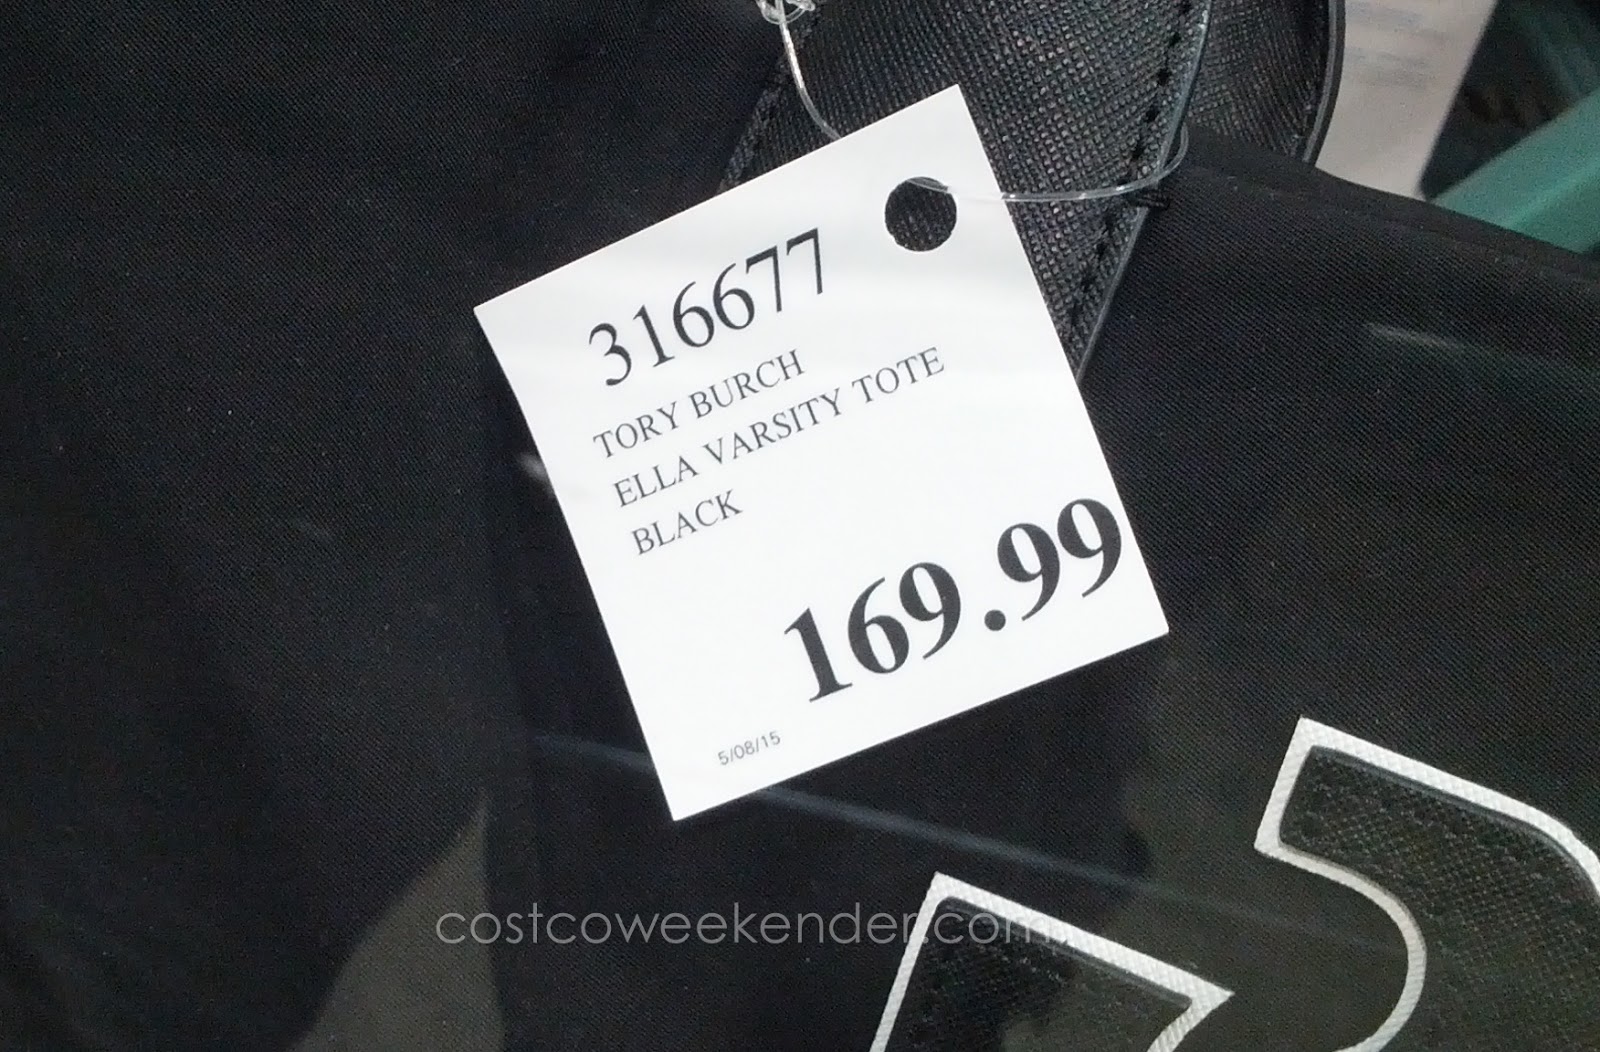 316677
TORY BURCH
ELLA VARSITY TOTE
BLACK
169.99
5/08/15
costcoweekender.com